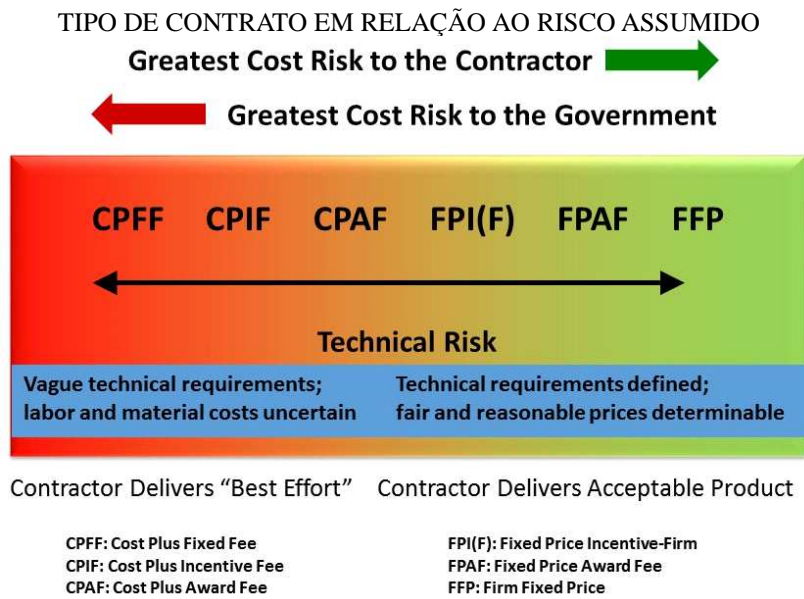 TIPO DE CONTRATO EM RELAÇÃO AO RISCO ASSUMIDO
Greatest Cost Risk to the Contractor
Greatest Cost Risk to the Government
CPFF CPIF CPAF FPI(F) FPAF FFP
Technical Risk
Vague technical requirements;
labor and material costs uncertain
Technical requirements defined;
fair and reasonable prices determinable
Contractor Delivers “Best Effort”
Contractor Delivers Acceptable Product
CPFF: Cost Plus Fixed Fee
CPIF: Cost Plus Incentive Fee
CPAF: Cost Plus Award Fee
FPI(F): Fixed Price Incentive-Firm
FPAF: Fixed Price Award Fee
FFP: Firm Fixed Price